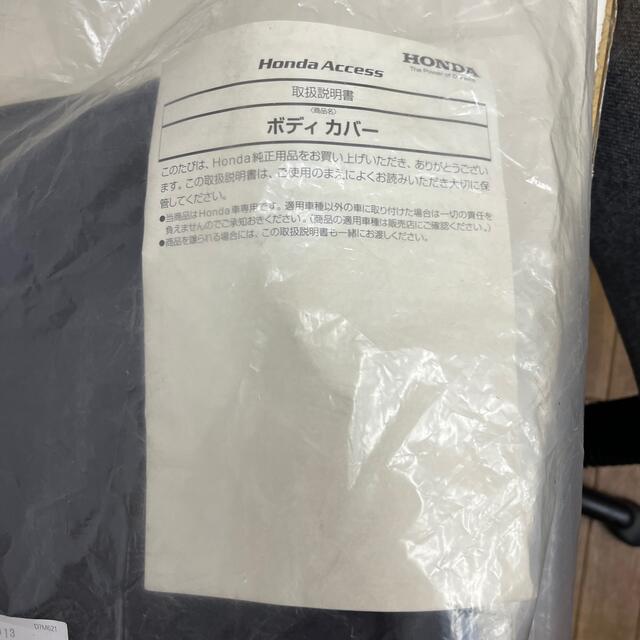 Honda Access
HONDA
The Power of Dreams
取扱説明書
〈商品名〉
ボディ カバー
このたびは、Honda純正用品をお買い上げいただき、ありがとうござい
ます。この取扱説明書は、ご使用のまえによくお読みいただき大切に保
管してください。
●当商品はHonda車専用です。適用車種以外の車に取り付けた場合は一切の責任を
負えませんのでご承知おきください。(商品の適用車種は販売店にご確認ください。)
●商品を譲られる場合には、この取扱説明書も一緒にお渡しください。
D7M621